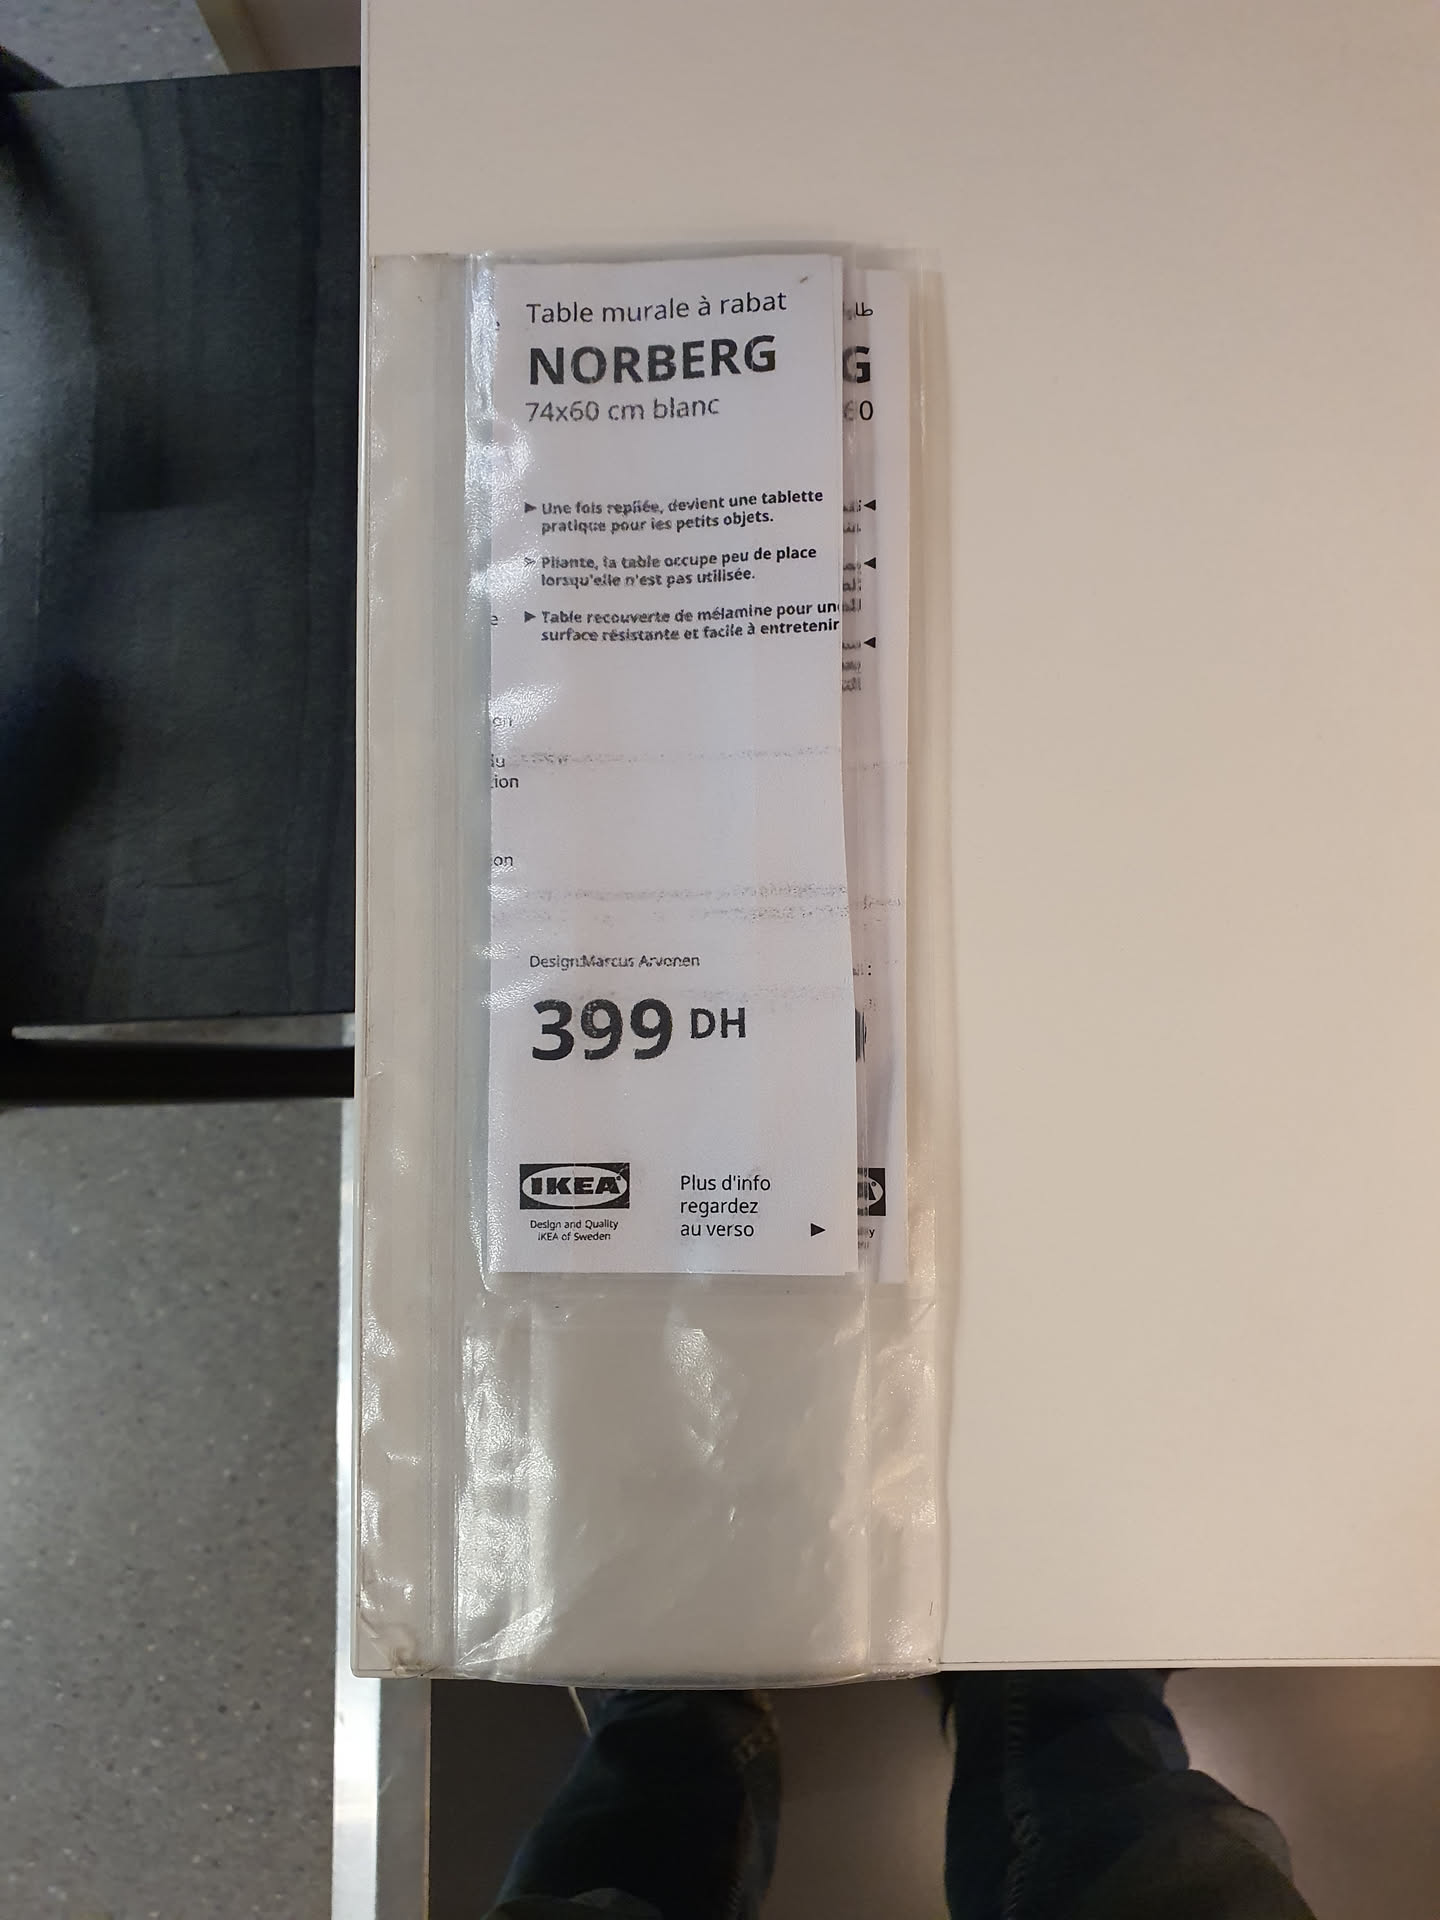 Table murale à rabat
NORBERG
74x60 cm blanc
► Une fois repliée, devient une tablette
pratique pour les petits objets.
► Pliante, la table occupe peu de place
lorsqu'elle n'est pas utilisée.
► Table recouverte de mélamine pour une
surface résistante et facile à entretenir
Design:Marcus Arvonen
399 DH
IKEA
Design and Quality
IKEA of Sweden
Plus d'info
regardez
au verso ►